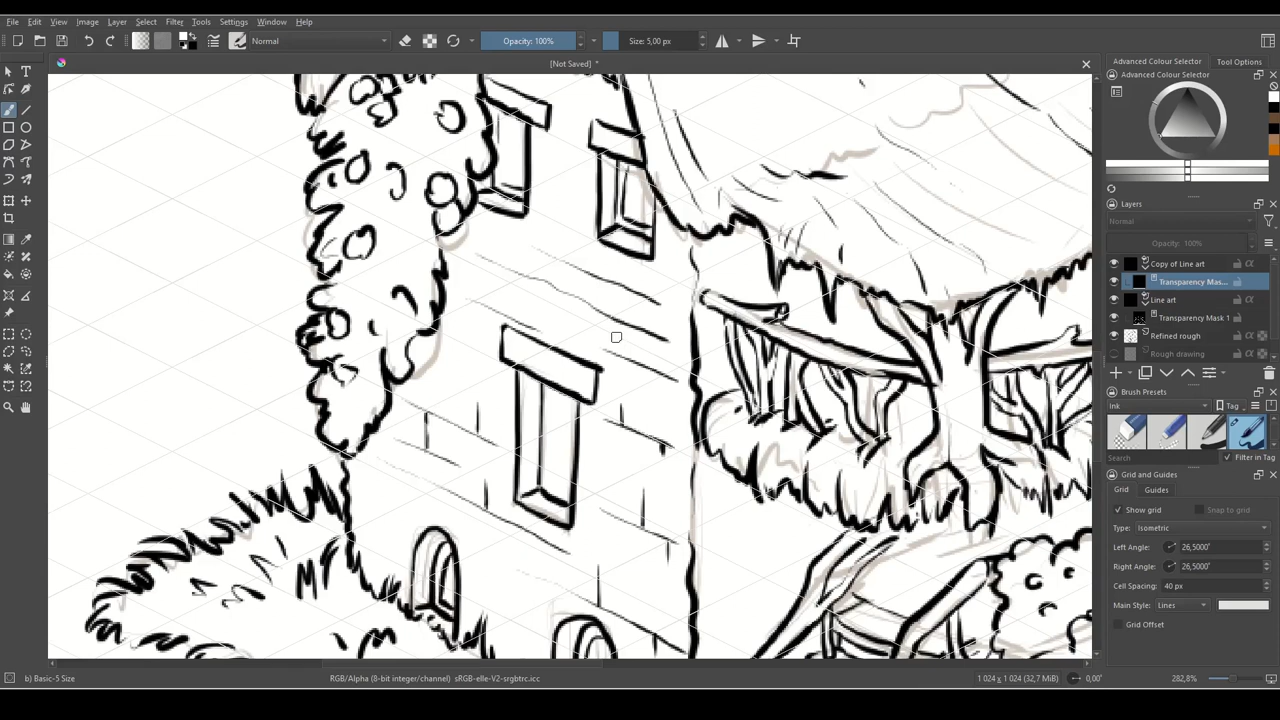 File Edit View Image Layer Select Filter Tools Settings Window Help
Normal Opacity: 100% Size: 5,00 px
[Not Saved] *
Advanced Colour Selector Tool Options
Advanced Colour Selector
Layers
Normal
Opacity: 100%
Copy of Line art
Transparency Mas...
Line art
Transparency Mask 1
Refined rough
Rough drawing
Brush Presets
Ink Tag
Search Filter in Tag
Grid and Guides
Grid Guides
Show grid Snap to grid
Type: Isometric
Left Angle: 26,5000°
Right Angle: 26,5000°
Cell Spacing: 40 px
Main Style: Lines
Grid Offset
b) Basic-5 Size RGB/Alpha (8-bit integer/channel) sRGB-elle-V2-srgbtrc.icc 1 024 x 1 024 (32,7 MiB) 0,00° 282,8%